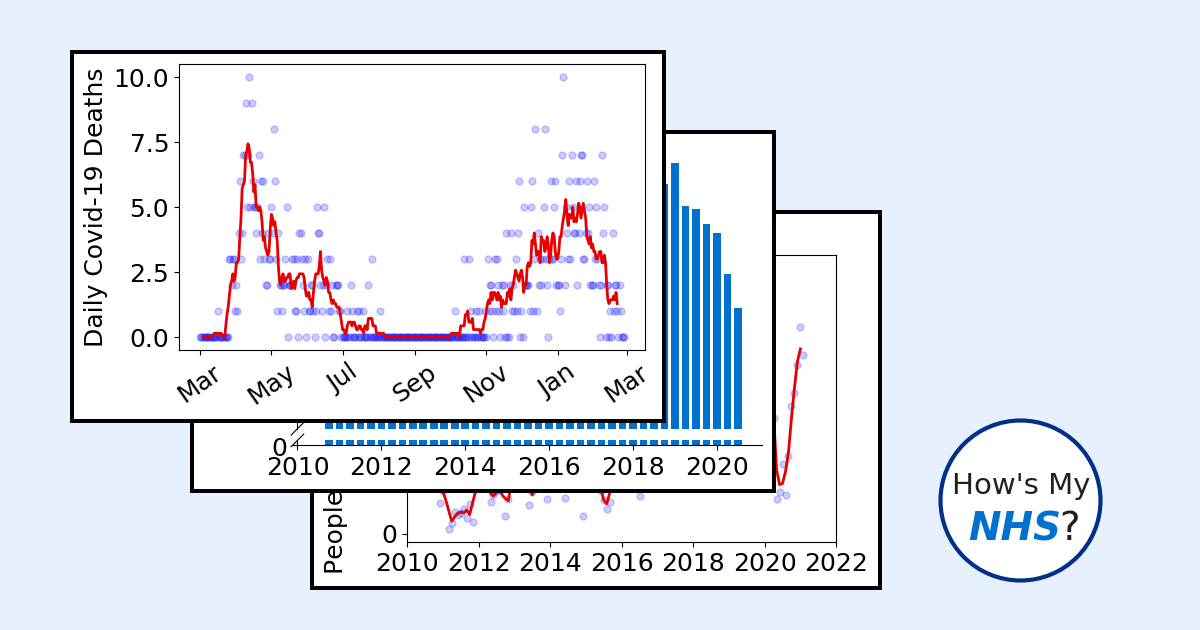 Daily Covid-19 Deaths
10.0
7.5
5.0
2.5
0.0
Mar May Jul Sep Nov Jan Mar
0
2010 2012 2014 2016 2018 2020
People
0
2010 2012 2014 2016 2018 2020 2022
How's My
NHS?